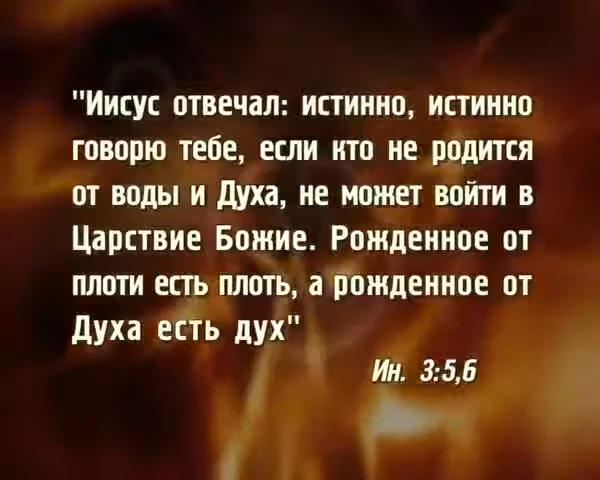 "Иисус отвечал: истинно, истинно
говорю тебе, если кто не родится
от воды и Духа, не может войти в
Царствие Божие. Рожденное от
плоти есть плоть, а рожденное от
Духа есть дух"
Ин. 3:5,6